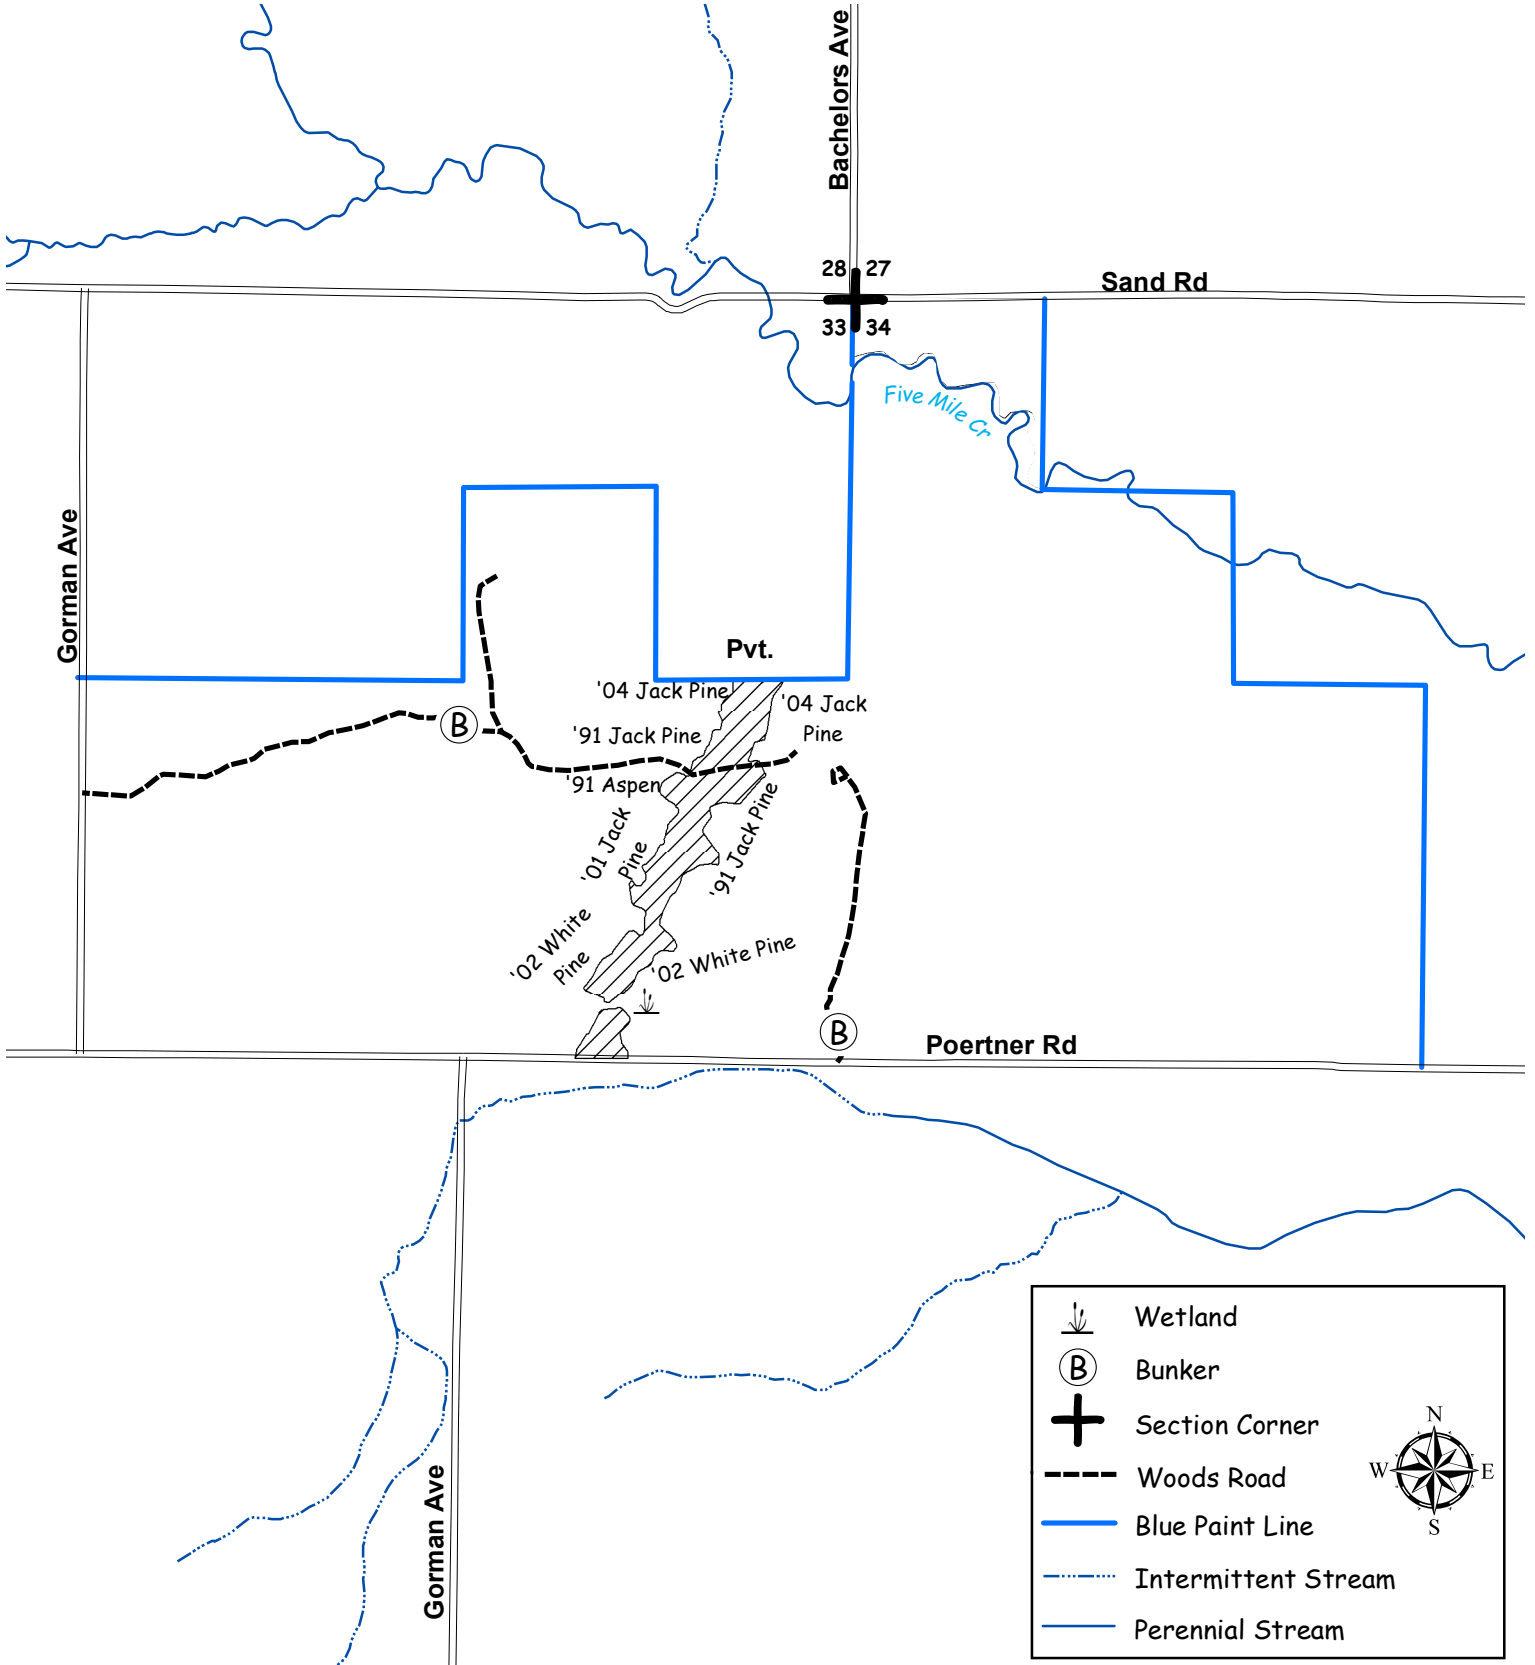 Bachelors Ave
28 27
Sand Rd
33 34
Five Mile Cr
Gorman Ave
Pvt.
'04 Jack Pine
'04 Jack
Pine
'91 Jack Pine
'91 Aspen
'01 Jack
Pine
'91 Jack Pine
'02 White
Pine
'02 White Pine
B
B
Poertner Rd
Gorman Ave
Wetland
B Bunker
Section Corner
Woods Road
Blue Paint Line
Intermittent Stream
Perennial Stream
N
W E
S